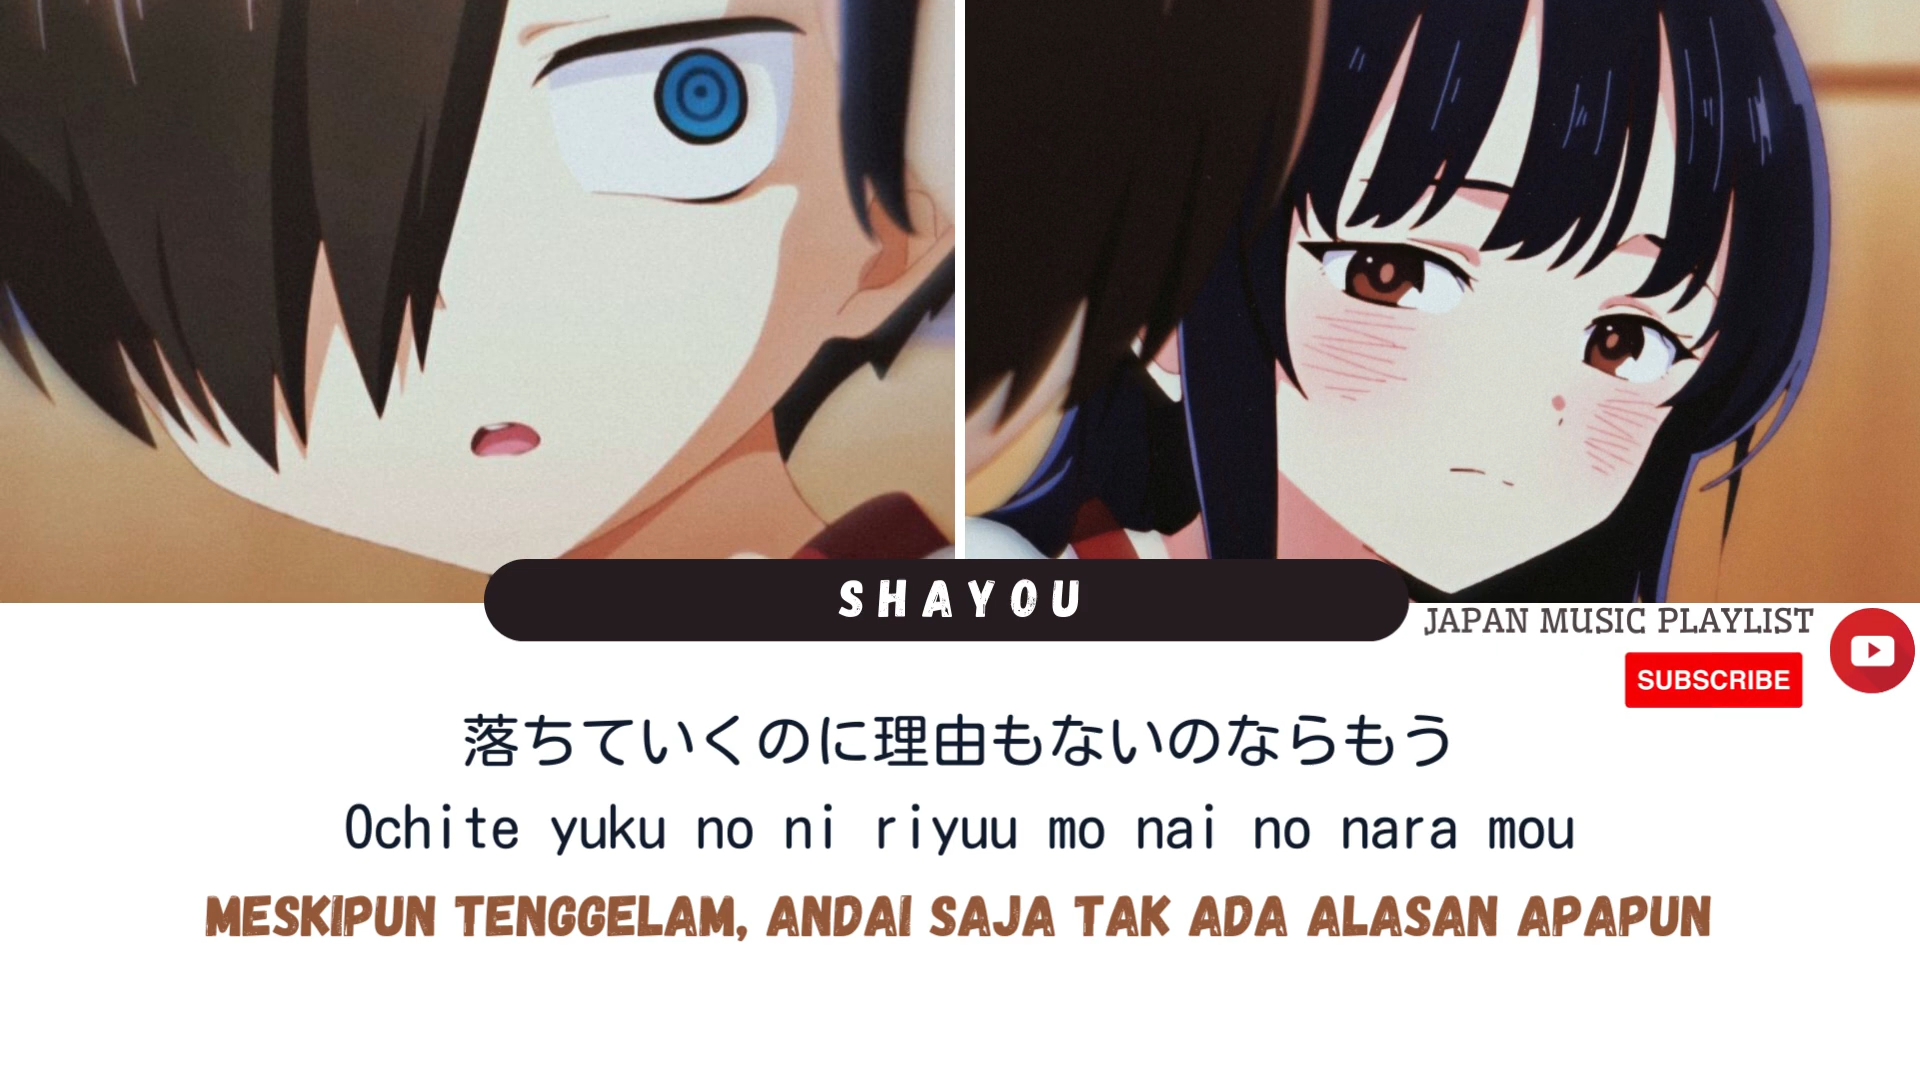 SHAYOU
JAPAN MUSIC PLAYLIST
SUBSCRIBE
落ちていくのに理由もないのならもう
Ochite yuku no ni riyuu mo nai no nara mou
MESKIPUN TENGGELAM, ANDAI SAJA TAK ADA ALASAN APAPUN